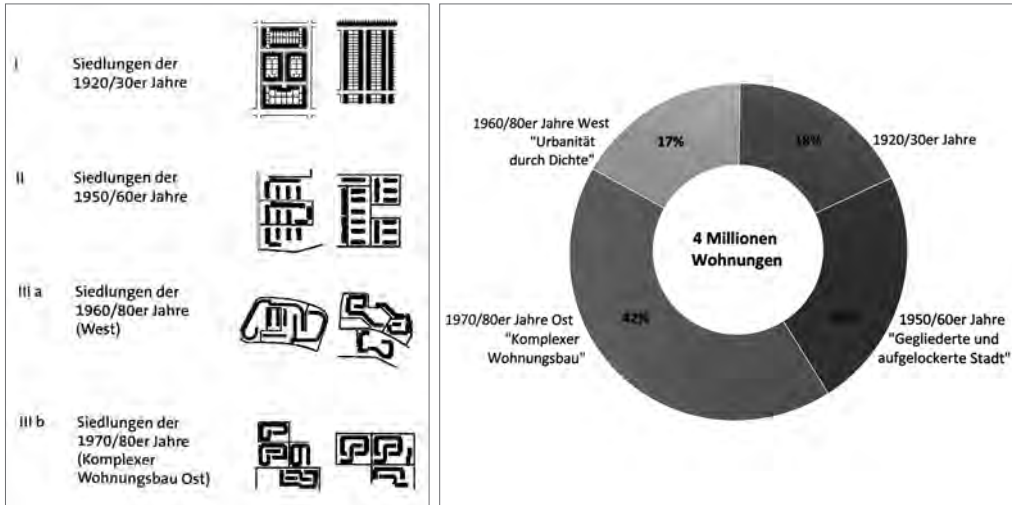 I
Siedlungen der
1920/30er Jahre
II
Siedlungen der
1950/60er Jahre
III a
Siedlungen der
1960/80er Jahre
(West)
III b
Siedlungen der
1970/80er Jahre
(Komplexer
Wohnungsbau Ost)
1960/80er Jahre West
"Urbanität
durch Dichte"
17%
18%
1920/30er Jahre
4 Millionen
Wohnungen
1970/80er Jahre Ost
"Komplexer
Wohnungsbau"
42%
1950/60er Jahre
"Gegliederte und
aufgelockerte Stadt"